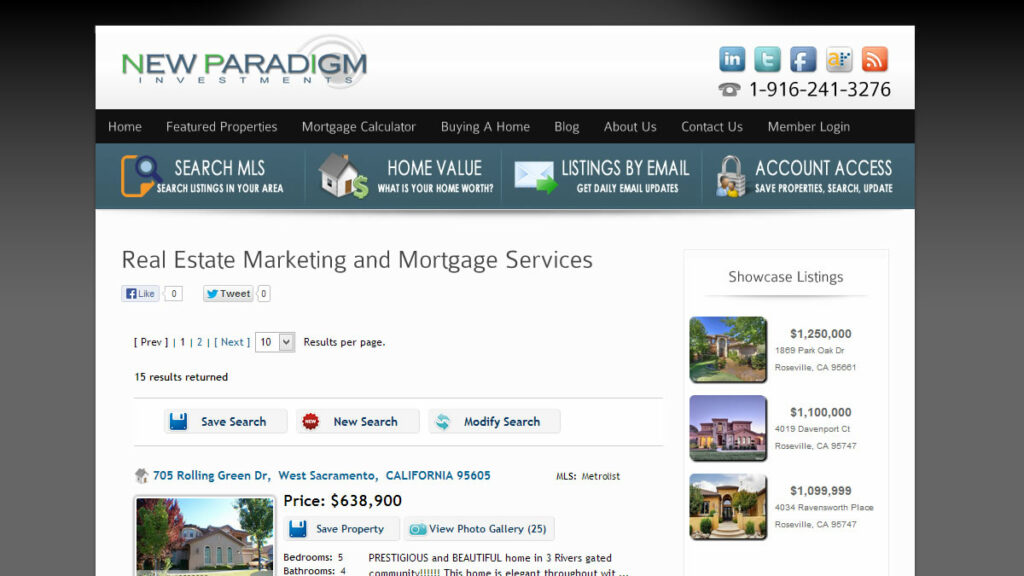 NEW PARADIGM
INVESTMENTS
1-916-241-3276
Home Featured Properties Mortgage Calculator Buying A Home Blog About Us Contact Us Member Login
SEARCH MLS
SEARCH LISTINGS IN YOUR AREA
HOME VALUE
WHAT IS YOUR HOME WORTH?
LISTINGS BY EMAIL
GET DAILY EMAIL UPDATES
ACCOUNT ACCESS
SAVE PROPERTIES, SEARCH, UPDATE
Real Estate Marketing and Mortgage Services
Like 0 Tweet 0
[ Prev ] | 1 | 2 | [ Next ] 10 Results per page.
15 results returned
Save Search New Search Modify Search
705 Rolling Green Dr, West Sacramento, CALIFORNIA 95605 MLS: Metrolist
Price: $638,900
Save Property View Photo Gallery (25)
Bedrooms: 5
Bathrooms: 4
PRESTIGIOUS and BEAUTIFUL home in 3 Rivers gated
community!!!!!! This home is elegant throughout wit ...
Showcase Listings
$1,250,000
1869 Park Oak Dr
Roseville, CA 95661
$1,100,000
4019 Davenport Ct
Roseville, CA 95747
$1,099,999
4034 Ravensworth Place
Roseville, CA 95747